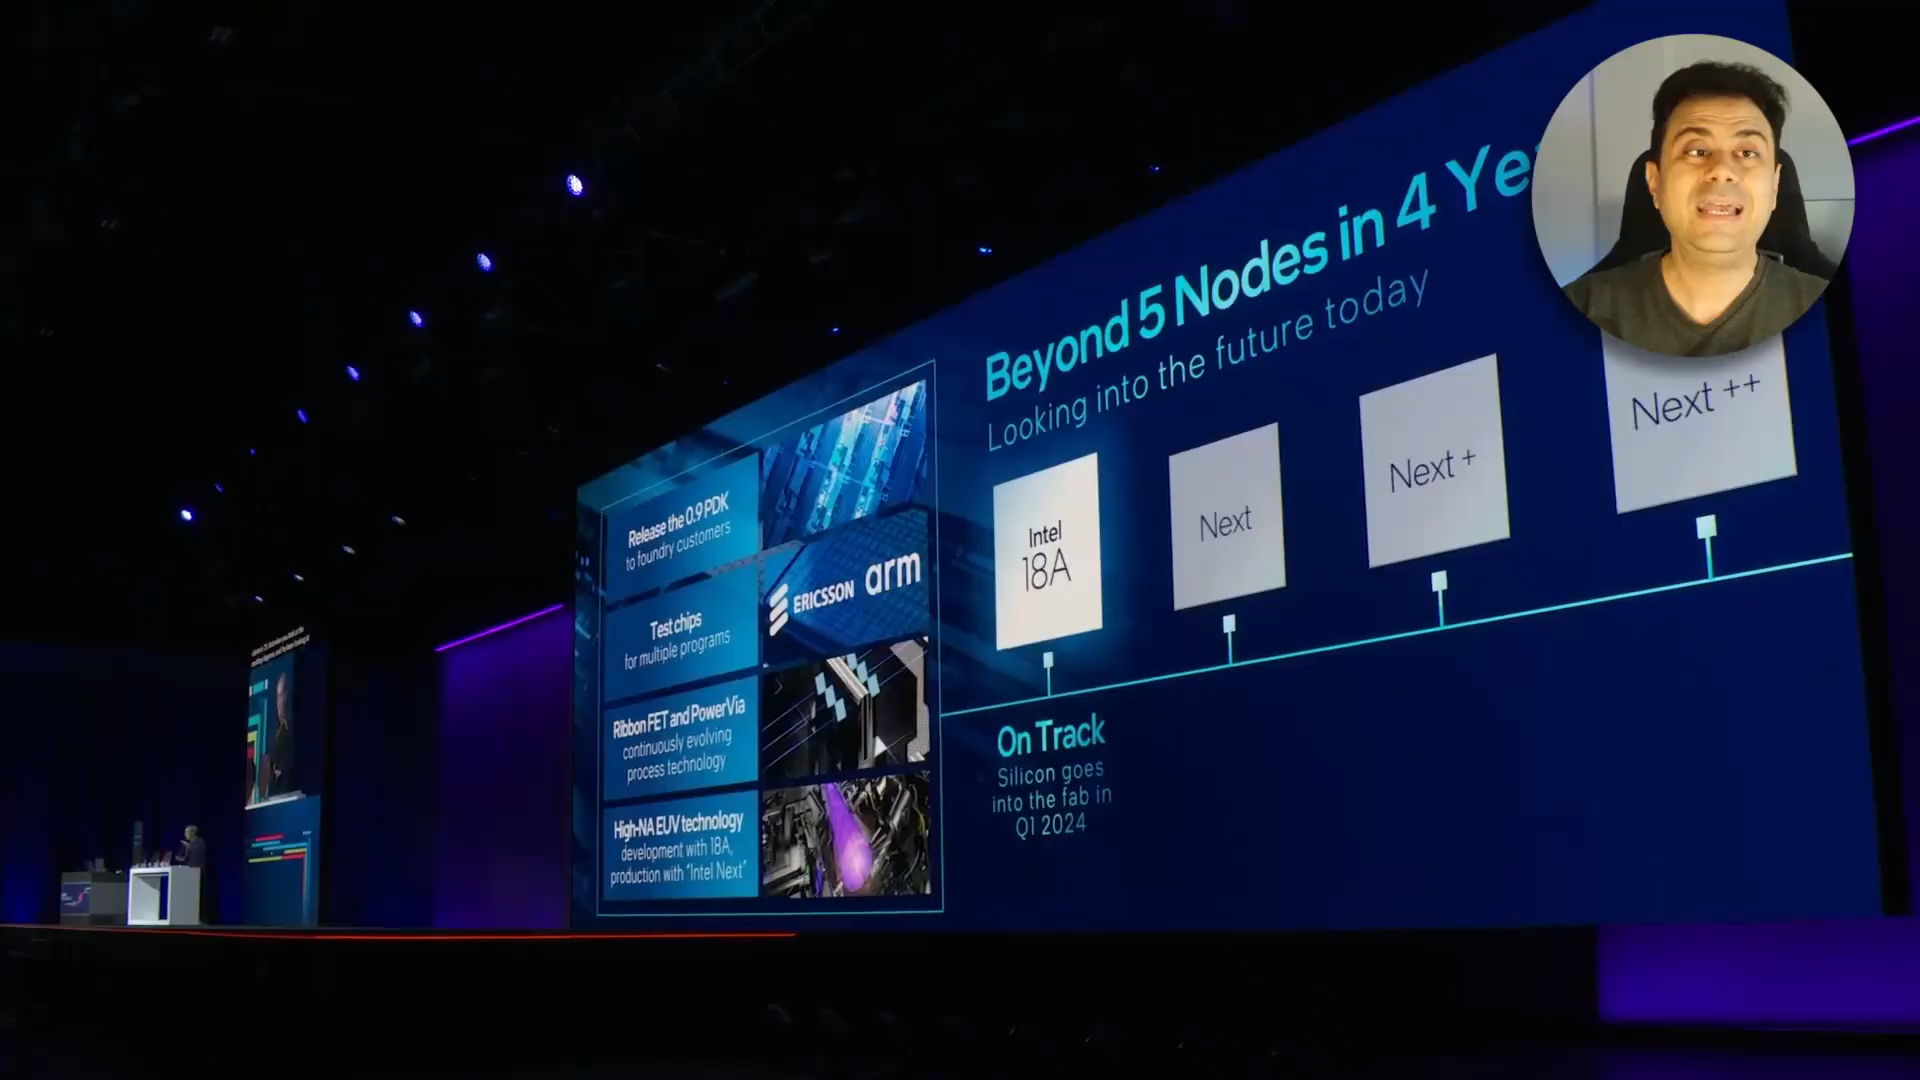 Beyond 5 Nodes in 4
Looking into the future today
Release the 0.9 PDK
to foundry customers
Test chips
for multiple programs
ERICSSON arm
Ribbon FET and PowerVia
continuously evolving
process technology
High-NA EUV technology
development with 18A,
production with "Intel Next"
Intel
18A
Next
Next +
Next ++
On Track
Silicon goes
into the fab in
Q1 2024